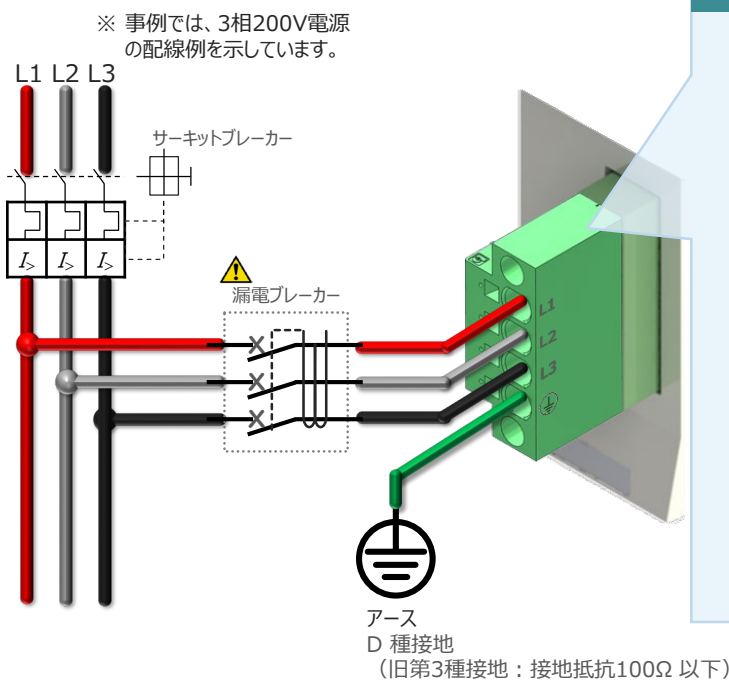 ※ 事例では、3相200V電源
の配線例を示しています。
L1 L2 L3
サーキットブレーカー
I> I> I>
漏電ブレーカー
L1
L2
L3
アース
D 種接地
（旧第3種接地：接地抵抗100Ω 以下）